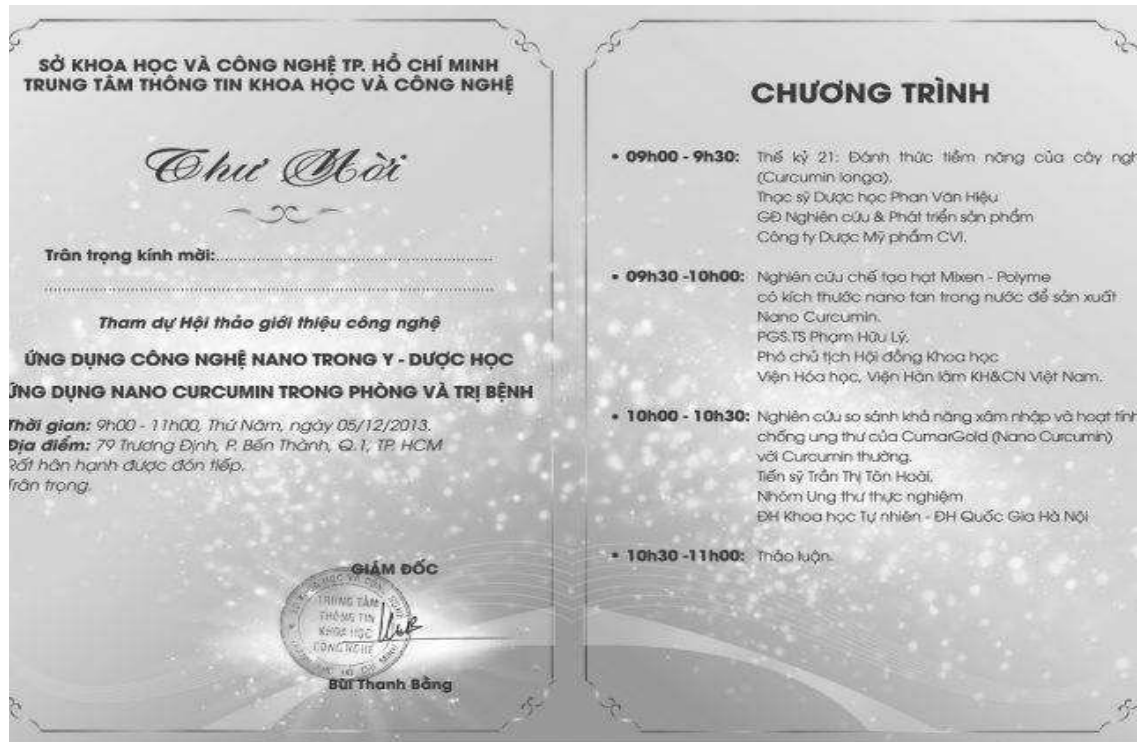 SỞ KHOA HỌC VÀ CÔNG NGHỆ TP. HỒ CHÍ MINH
TRUNG TÂM THÔNG TIN KHOA HỌC VÀ CÔNG NGHỆ
Thư Mời
Trân trọng kính mời:
Tham dự Hội thảo giới thiệu công nghệ
ỨNG DỤNG CÔNG NGHỆ NANO TRONG Y - DƯỢC HỌC
ỨNG DỤNG NANO CURCUMIN TRONG PHÒNG VÀ TRỊ BỆNH
Thời gian: 9h00 - 11h00, Thứ Năm, ngày 05/12/2013.
Địa điểm: 79 Trương Định, P. Bến Thành, Q.1, TP. HCM
Rất hân hạnh được đón tiếp.
Trân trọng.
GIÁM ĐỐC
TRUNG TÂM
THÔNG TIN
KHOA HỌC
CÔNG NGHỆ
Bùi Thanh Bằng
CHƯƠNG TRÌNH
• 09h00 - 9h30: Thế kỷ 21: Đánh thức tiềm năng của cây ngh
(Curcumin longa).
Thạc sỹ Dược học Phan Văn Hiệu
GĐ Nghiên cứu & Phát triển sản phẩm
Công ty Dược Mỹ phẩm CVI.
• 09h30 -10h00: Nghiên cứu chế tạo hạt Mixen - Polyme
có kích thước nano tan trong nước để sản xuất
Nano Curcumin.
PGS.TS Phạm Hữu Lý,
Phó chủ tịch Hội đồng Khoa học
Viện Hóa học, Viện Hàn lâm KH&CN Việt Nam.
• 10h00 - 10h30: Nghiên cứu so sánh khả năng xâm nhập và hoạt tính
chống ung thư của CumarGold (Nano Curcumin)
với Curcumin thường.
Tiến sỹ Trần Thị Tôn Hoài,
Nhóm Ung thư thực nghiệm
ĐH Khoa học Tự nhiên - ĐH Quốc Gia Hà Nội
• 10h30 -11h00: Thảo luận.